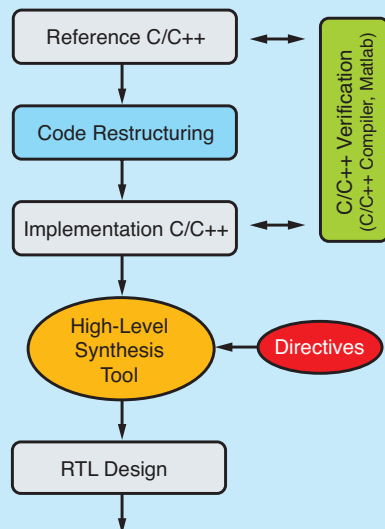 Reference C/C++
Code Restructuring
Implementation C/C++
C/C++ Verification
(C/C++ Compiler, Matlab)
High-Level
Synthesis
Tool
Directives
RTL Design